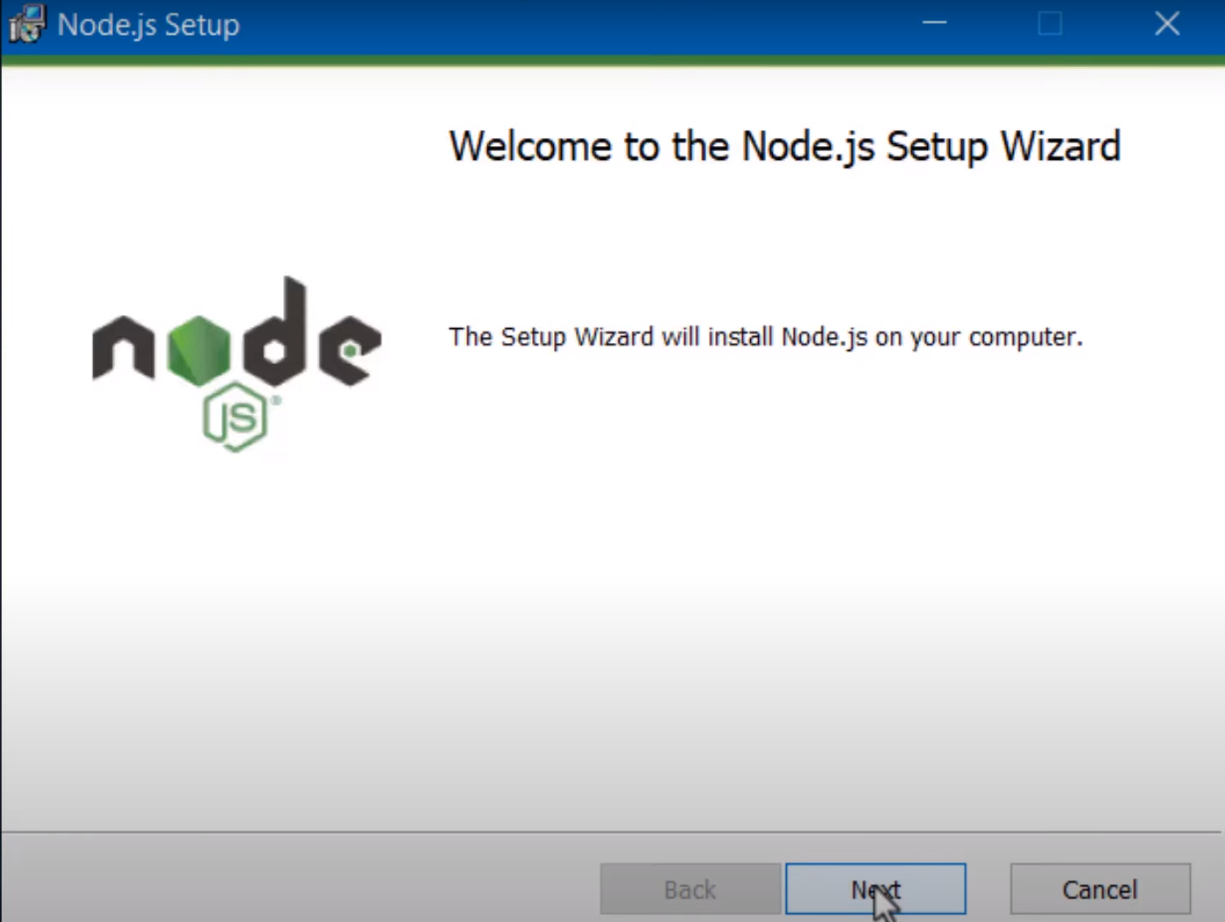 Node.js Setup
Welcome to the Node.js Setup Wizard
node
JS®
The Setup Wizard will install Node.js on your computer.
Back
Next
Cancel